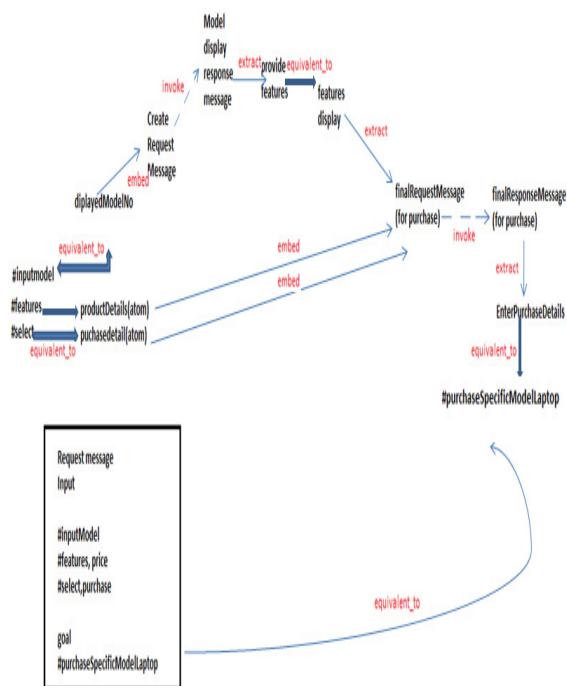 Model
display
response
message
extract
provide
features
equivalent_to
features
display
invoke
Create
Request
Message
embed
diplayedModelNo
extract
finalRequestMessage
(for purchase)
invoke
finalResponseMessage
(for purchase)
equivalent_to
#inputmodel
embed
embed
extract
#features
productDetails(atom)
#select
puchasedetail(atom)
equivalent_to
EnterPurchaseDetails
equivalent_to
#purchaseSpecificModelLaptop
Request message
Input
#inputModel
#features, price
#select,purchase
goal
#purchaseSpecificModelLaptop
equivalent_to